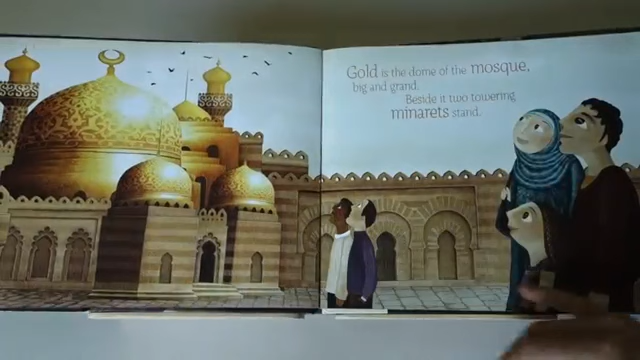 Gold is the dome of the mosque,
big and grand.
Beside it two towering
minarets stand.